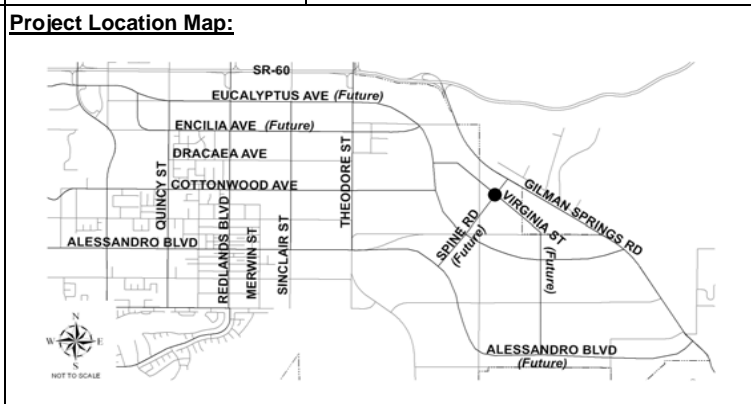 Project Location Map:
SR-60
EUCALYPTUS AVE (Future)
ENCILIA AVE (Future)
DRACAEA AVE
COTTONWOOD AVE
QUINCY ST
THEODORE ST
REDLANDS BLVD
MERWIN ST
SINCLAIR ST
ALESSANDRO BLVD
GILMAN SPRINGS RD
VIRGINIA ST
(Future)
SPINE RD
(Future)
ALESSANDRO BLVD
(Future)
N
W E
S
NOT TO SCALE